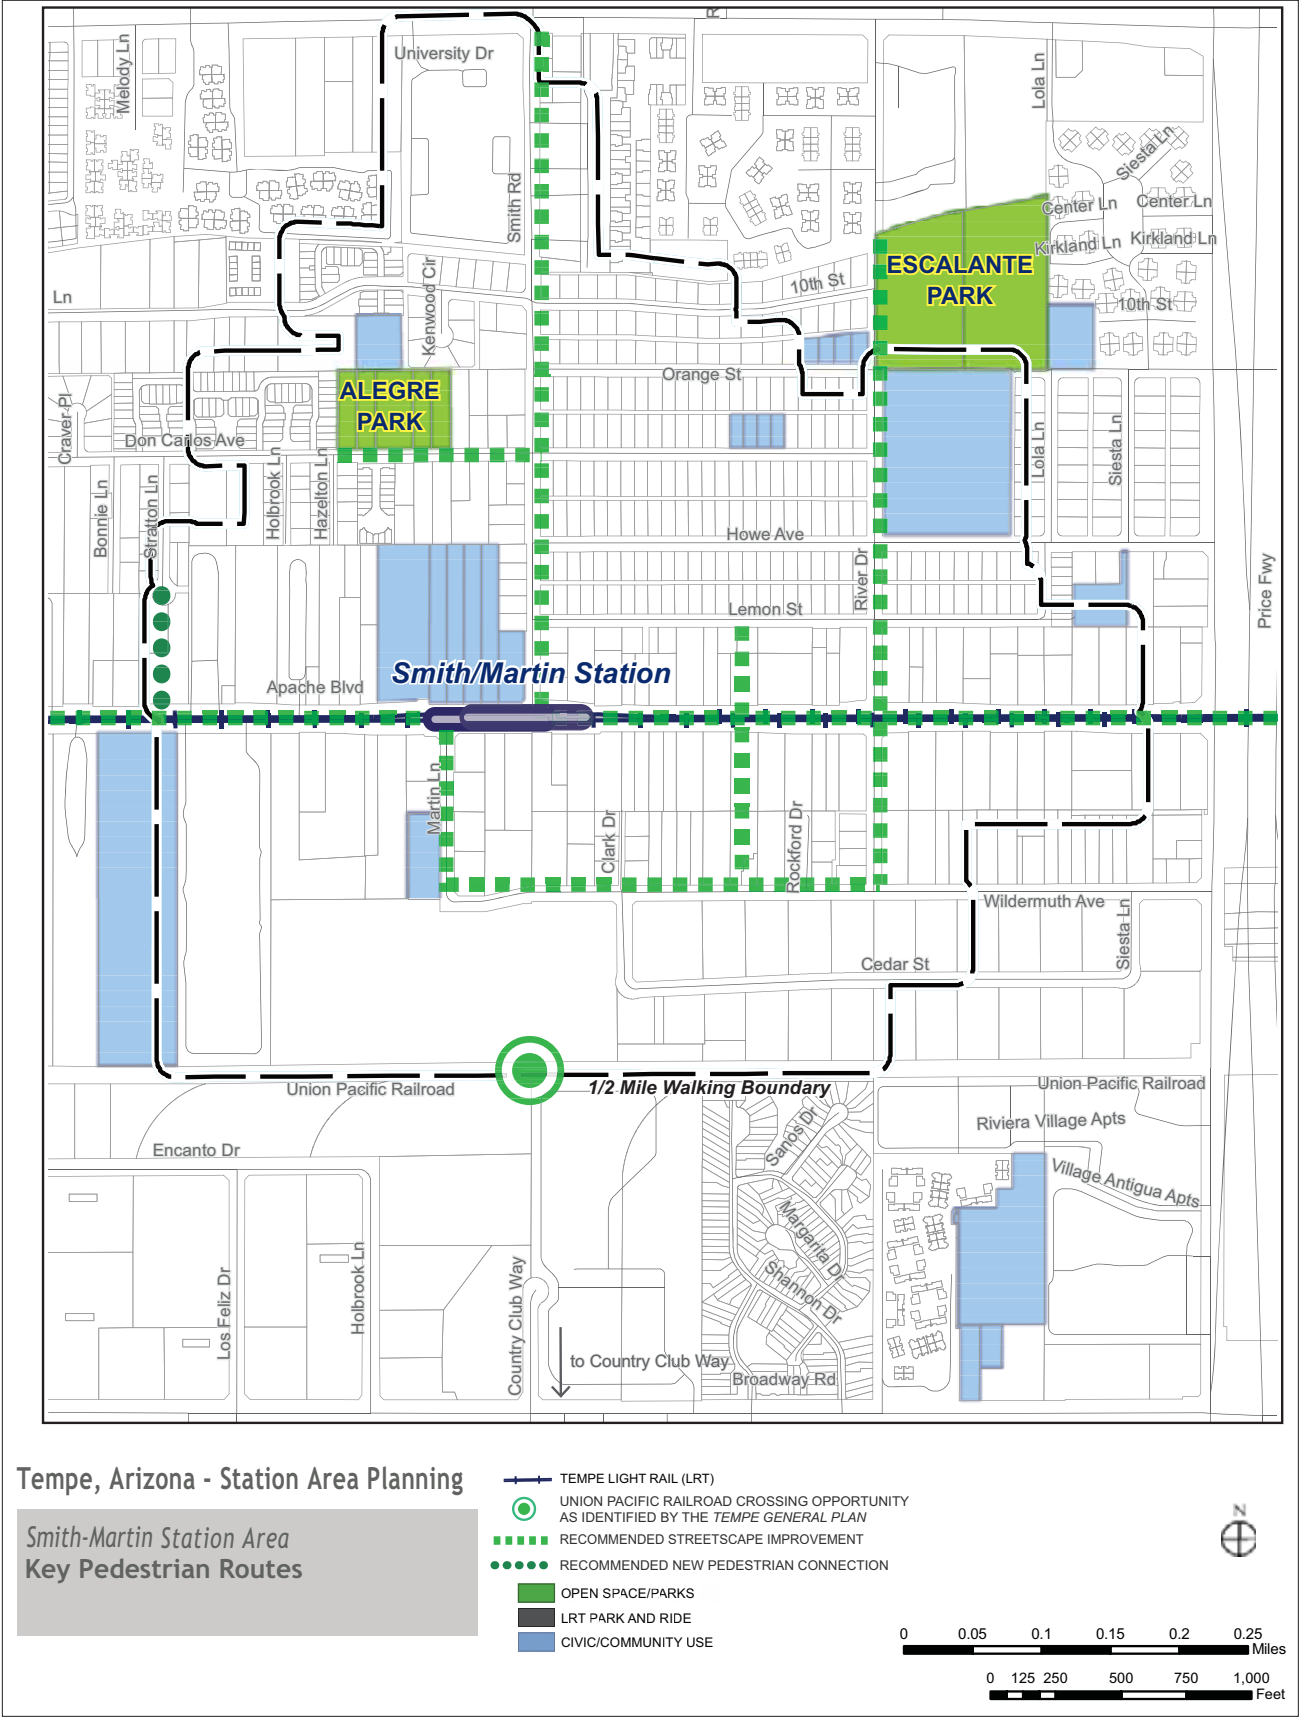 R
University Dr
Melody Ln
Lola Ln
Siesta Ln
Smith Rd
Center Ln
Center Ln
Kirkland Ln
Kirkland Ln
ESCALANTE
PARK
10th St
10th St
Ln
Kenwood Cir
Orange St
ALEGRE
PARK
Craver Pl
Don Carlos Ave
Lola Ln
Siesta Ln
Bonnie Ln
Stratton Ln
Holbrook Ln
Hazelton Ln
Howe Ave
River Dr
Price Fwy
Lemon St
Smith/Martin Station
Apache Blvd
Martin Ln
Clark Dr
Rockford Dr
Wildermuth Ave
Siesta Ln
Cedar St
Union Pacific Railroad
1/2 Mile Walking Boundary
Union Pacific Railroad
Riviera Village Apts
Sanos Dr
Encanto Dr
Village Antigua Apts
Margarita Dr
Shannon Dr
Los Feliz Dr
Holbrook Ln
Country Club Way
to Country Club Way
Broadway Rd
Tempe, Arizona - Station Area Planning
Smith-Martin Station Area
Key Pedestrian Routes
TEMPE LIGHT RAIL (LRT)
UNION PACIFIC RAILROAD CROSSING OPPORTUNITY
AS IDENTIFIED BY THE TEMPE GENERAL PLAN
RECOMMENDED STREETSCAPE IMPROVEMENT
RECOMMENDED NEW PEDESTRIAN CONNECTION
OPEN SPACE/PARKS
LRT PARK AND RIDE
CIVIC/COMMUNITY USE
N
0 0.05 0.1 0.15 0.2 0.25
Miles
0 125 250 500 750 1,000
Feet